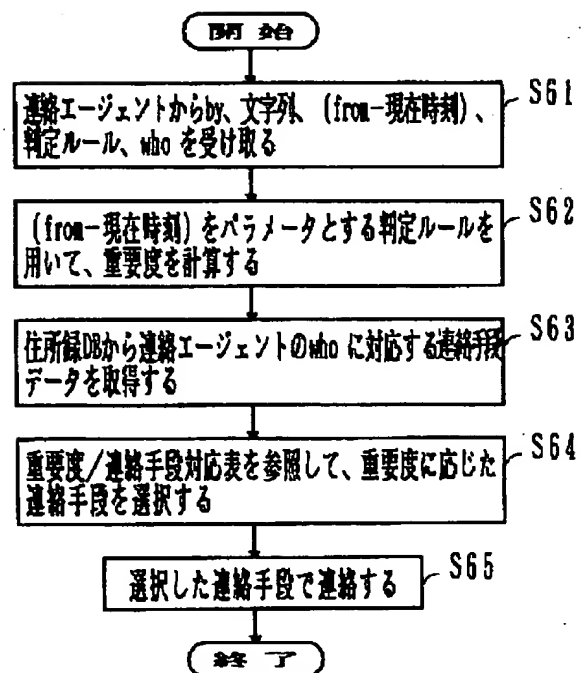 開 始
連絡エージェントからby、文字列、(from-現在時刻)、
判定ルール、who を受け取る
S61
(from-現在時刻)をパラメータとする判定ルールを
用いて、重要度を計算する
S62
住所録DBから連絡エージェントのwho に対応する連絡手段
データを取得する
S63
重要度/連絡手段対応表を参照して、重要度に応じた
連絡手段を選択する
S64
選択した連絡手段で連絡する
S65
終 了